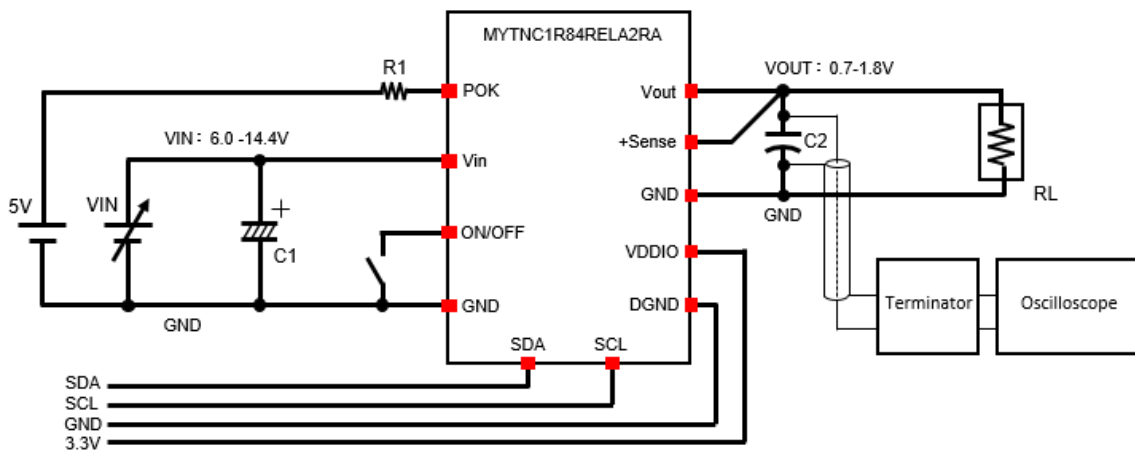 MYTNC1R84RELA2RA
R1
POK
Vout
VOUT : 0.7-1.8V
VIN : 6.0 -14.4V
Vin
+Sense
C2
5V
VIN
+
C1
GND
GND
RL
ON/OFF
VDDIO
GND
DGND
GND
Terminator
Oscilloscope
SDA
SCL
SDA
SCL
GND
3.3V